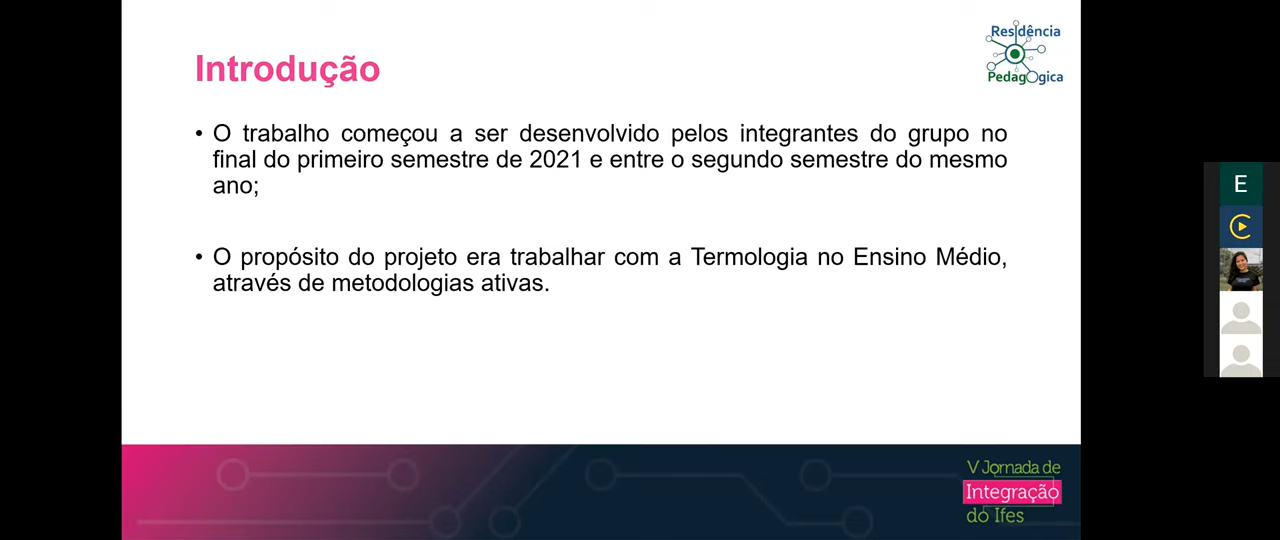 Residência
Pedagógica
Introdução
• O trabalho começou a ser desenvolvido pelos integrantes do grupo no
final do primeiro semestre de 2021 e entre o segundo semestre do mesmo
ano;
• O propósito do projeto era trabalhar com a Termologia no Ensino Médio,
através de metodologias ativas.
E
V Jornada de
Integração
do Ifes